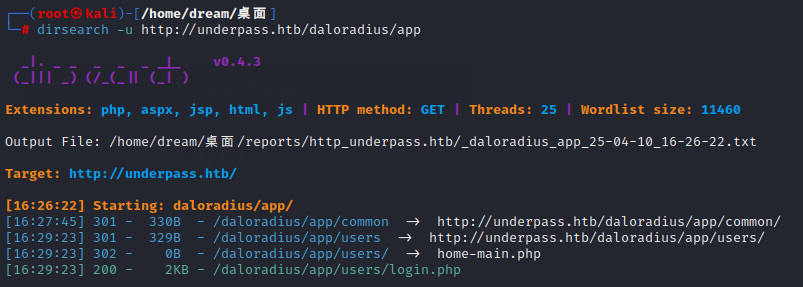 ┌──(root㉿kali)-[/home/dream/桌面]
└─# dirsearch -u http://underpass.htb/daloradius/app
  _|. _ _  _  _  _ _|_    v0.4.3
 (_||| _) (/_(_|| (_| )
Extensions: php, aspx, jsp, html, js | HTTP method: GET | Threads: 25 | Wordlist size: 11460
Output File: /home/dream/桌面/reports/http_underpass.htb/_daloradius_app_25-04-10_16-26-22.txt
Target: http://underpass.htb/
[16:26:22] Starting: daloradius/app/
[16:27:45] 301 -  330B  - /daloradius/app/common  ->  http://underpass.htb/daloradius/app/common/
[16:29:23] 301 -  329B  - /daloradius/app/users  ->  http://underpass.htb/daloradius/app/users/
[16:29:23] 302 -    0B  - /daloradius/app/users/  ->  home-main.php
[16:29:23] 200 -    2KB - /daloradius/app/users/login.php